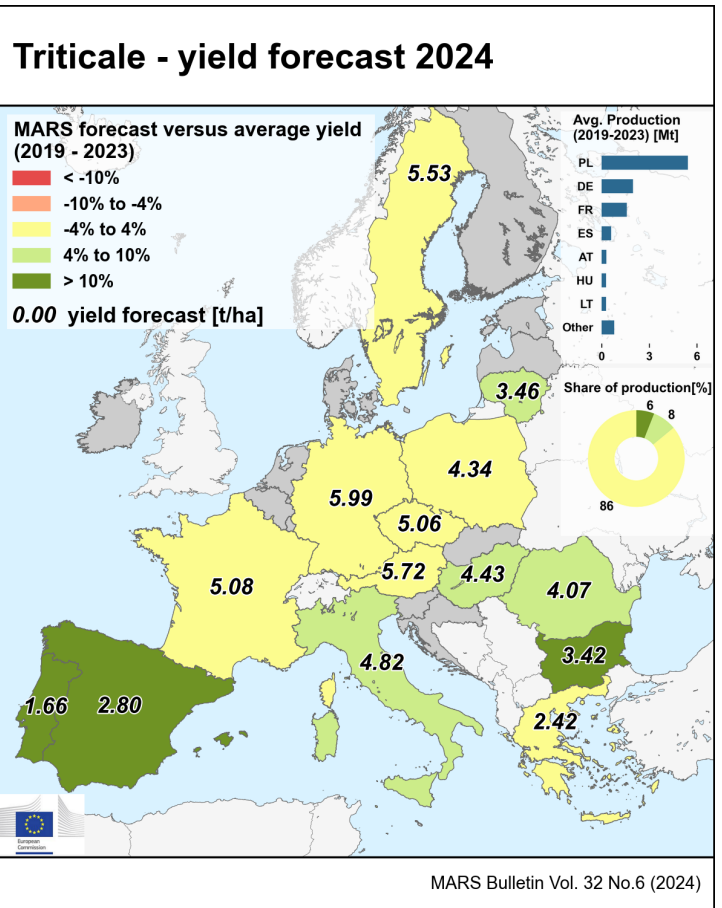 Triticale - yield forecast 2024
MARS forecast versus average yield
(2019 - 2023)
< -10%
-10% to -4%
-4% to 4%
4% to 10%
> 10%
0.00 yield forecast [t/ha]
Avg. Production
(2019-2023) [Mt]
PL
DE
FR
ES
AT
HU
LT
Other
0 3 6
Share of production[%]
6
8
86
5.53
3.46
4.34
5.99
5.06
5.72
4.43
4.07
5.08
4.82
3.42
2.42
1.66
2.80
European
Commission
MARS Bulletin Vol. 32 No.6 (2024)